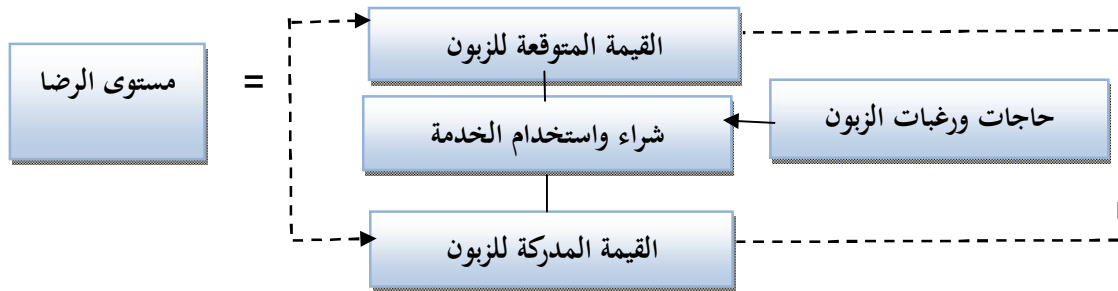 القيمة المتوقعة للزبون
مستوى الرضا
=
شراء واستخدام الخدمة
حاجات ورغبات الزبون
القيمة المدركة للزبون